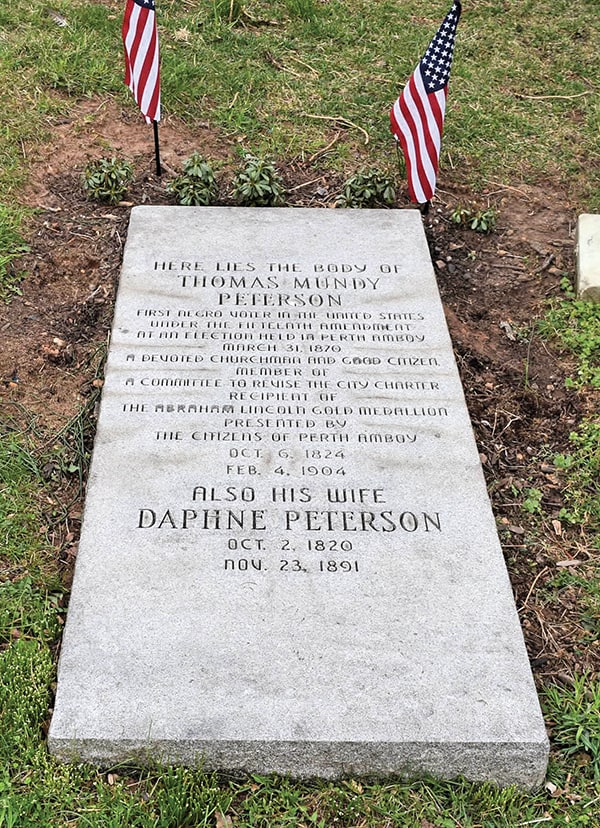 HERE LIES THE BODY OF
THOMAS MUNDY
PETERSON
FIRST NEGRO VOTER IN THE UNITED STATES
UNDER THE FIFTEENTH AMENDMENT
AT AN ELECTION HELD IN PERTH AMBOY
MARCH 31, 1870
A DEVOTED CHURCHMAN AND GOOD CITIZEN
MEMBER OF
A COMMITTEE TO REVISE THE CITY CHARTER
RECIPIENT OF
THE ABRAHAM LINCOLN GOLD MEDALLION
PRESENTED BY
THE CITIZENS OF PERTH AMBOY
OCT. 6, 1824
FEB. 4, 1904
ALSO HIS WIFE
DAPHNE PETERSON
OCT. 2, 1820
NOV. 23, 1891